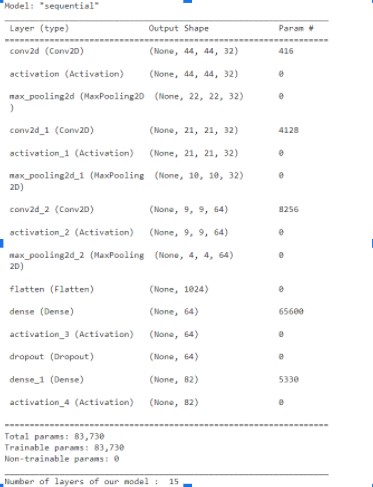 Model: "sequential"
Layer (type) Output Shape Param #
conv2d (Conv2D) (None, 44, 44, 32) 416
activation (Activation) (None, 44, 44, 32) 0
max_pooling2d (MaxPooling2D (None, 22, 22, 32) 0
)
conv2d_1 (Conv2D) (None, 21, 21, 32) 4128
activation_1 (Activation) (None, 21, 21, 32) 0
max_pooling2d_1 (MaxPooling (None, 10, 10, 32) 0
2D)
conv2d_2 (Conv2D) (None, 9, 9, 64) 8256
activation_2 (Activation) (None, 9, 9, 64) 0
max_pooling2d_2 (MaxPooling (None, 4, 4, 64) 0
2D)
flatten (Flatten) (None, 1024) 0
dense (Dense) (None, 64) 65600
activation_3 (Activation) (None, 64) 0
dropout (Dropout) (None, 64) 0
dense_1 (Dense) (None, 82) 5330
activation_4 (Activation) (None, 82) 0
Total params: 83,730
Trainable params: 83,730
Non-trainable params: 0
Number of layers of our model : 15